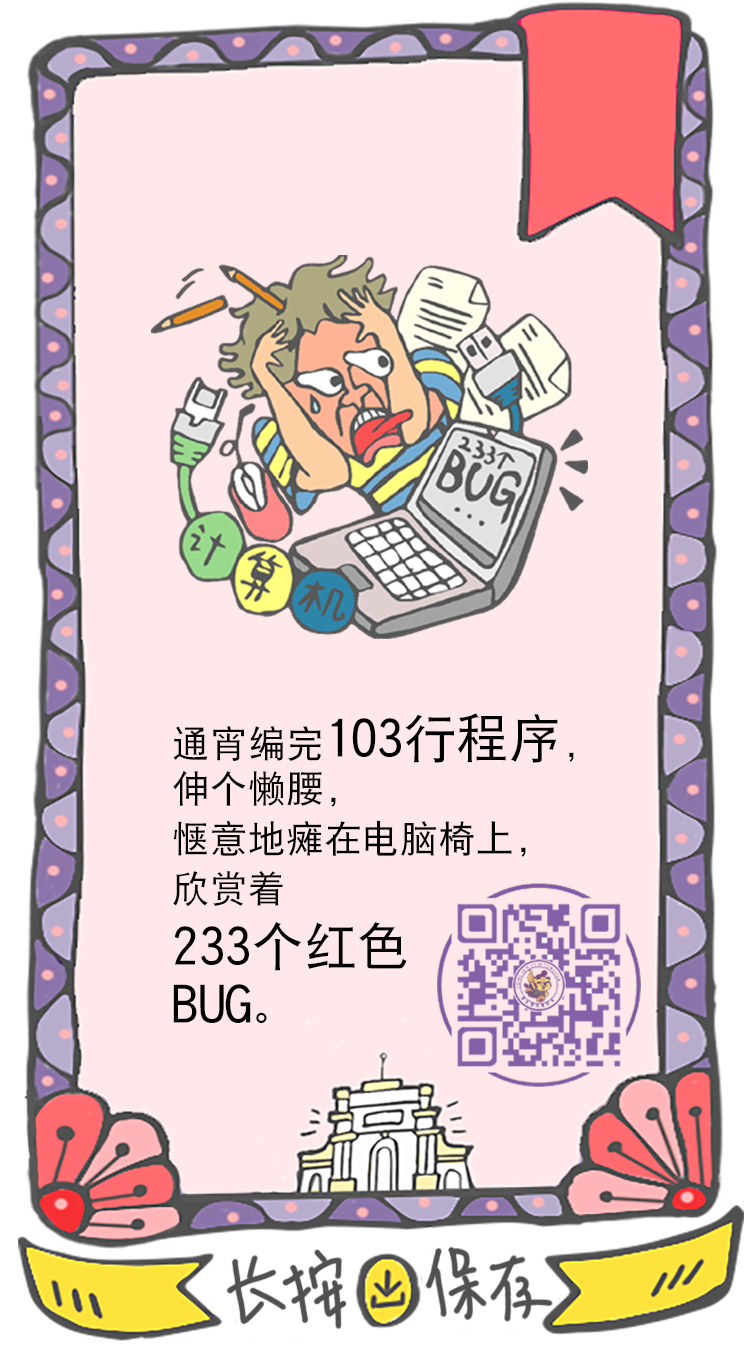 233个
BUG
...
计
算
机
通宵编完103行程序，
伸个懒腰，
惬意地瘫在电脑椅上，
欣赏着
233个红色
BUG。
长按保存